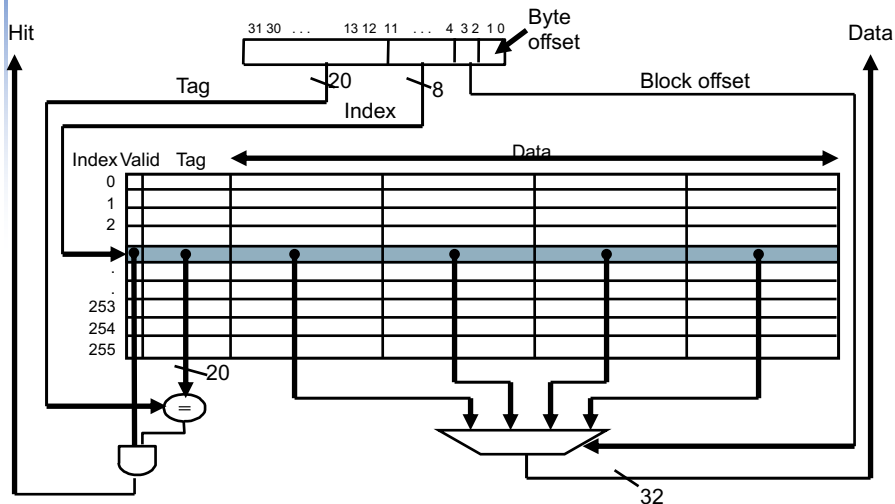 Hit
31 30 . . . 13 12 11 . . . 4 3 2 1 0
Byte
offset
Data
Tag
20
8
Block offset
Index
Index Valid Tag
Data
0
1
2
.
.
253
254
255
20
=
32